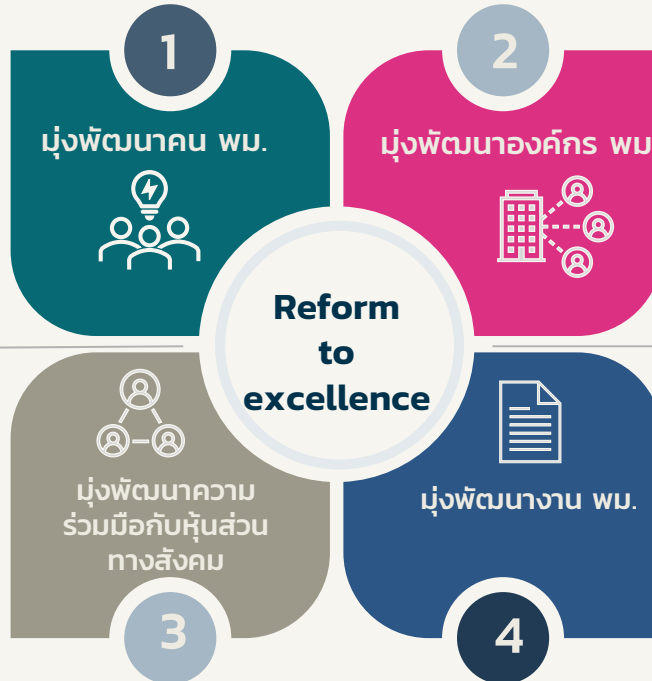 1
มุ่งพัฒนาคน พม.
2
มุ่งพัฒนาองค์กร พม
Reform
to
excellence
มุ่งพัฒนาความ
ร่วมมือกับหุ้นส่วน
ทางสังคม
3
มุ่งพัฒนางาน พม.
4